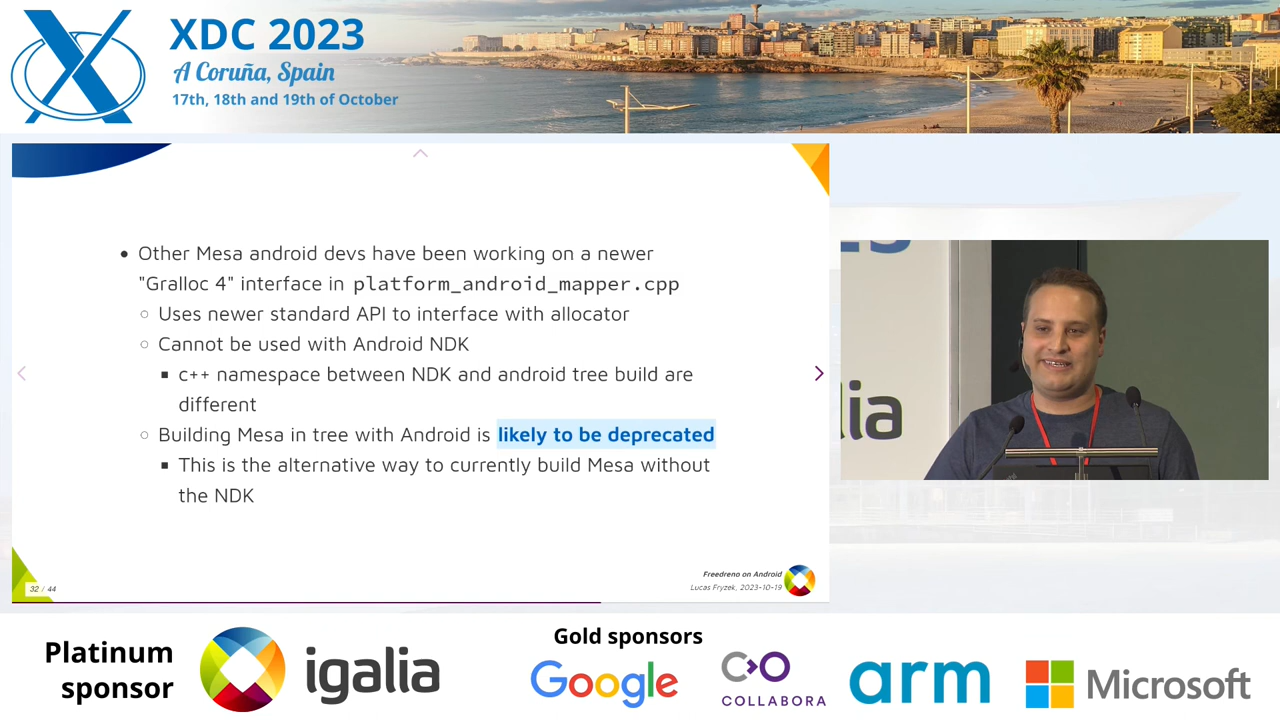 XDC 2023
A Coruña, Spain
17th, 18th and 19th of October
Other Mesa android devs have been working on a newer
"Gralloc 4" interface in platform_android_mapper.cpp
Uses newer standard API to interface with allocator
Cannot be used with Android NDK
c++ namespace between NDK and android tree build are
different
Building Mesa in tree with Android is likely to be deprecated
This is the alternative way to currently build Mesa without
the NDK
32 / 44
Freedreno on Android
Lucas Fryzek, 2023-10-19
lia
Platinum
sponsor
igalia
Gold sponsors
Google
COLLABORA
arm
Microsoft